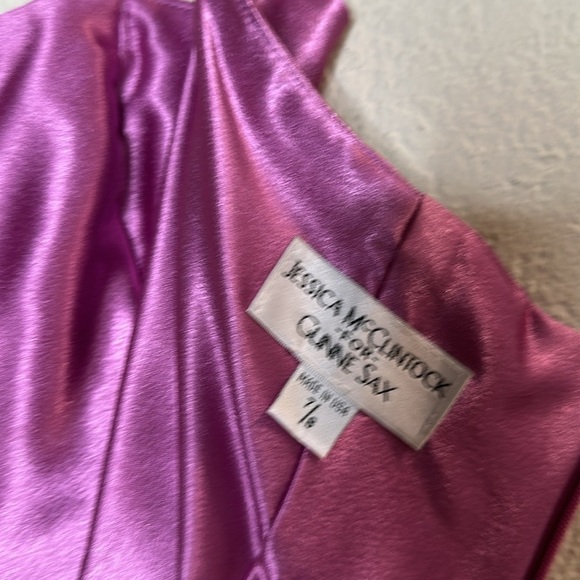 JESSICA MCCLINTOCK
-FOR-
GUNNE SAX
MADE IN USA
7/8